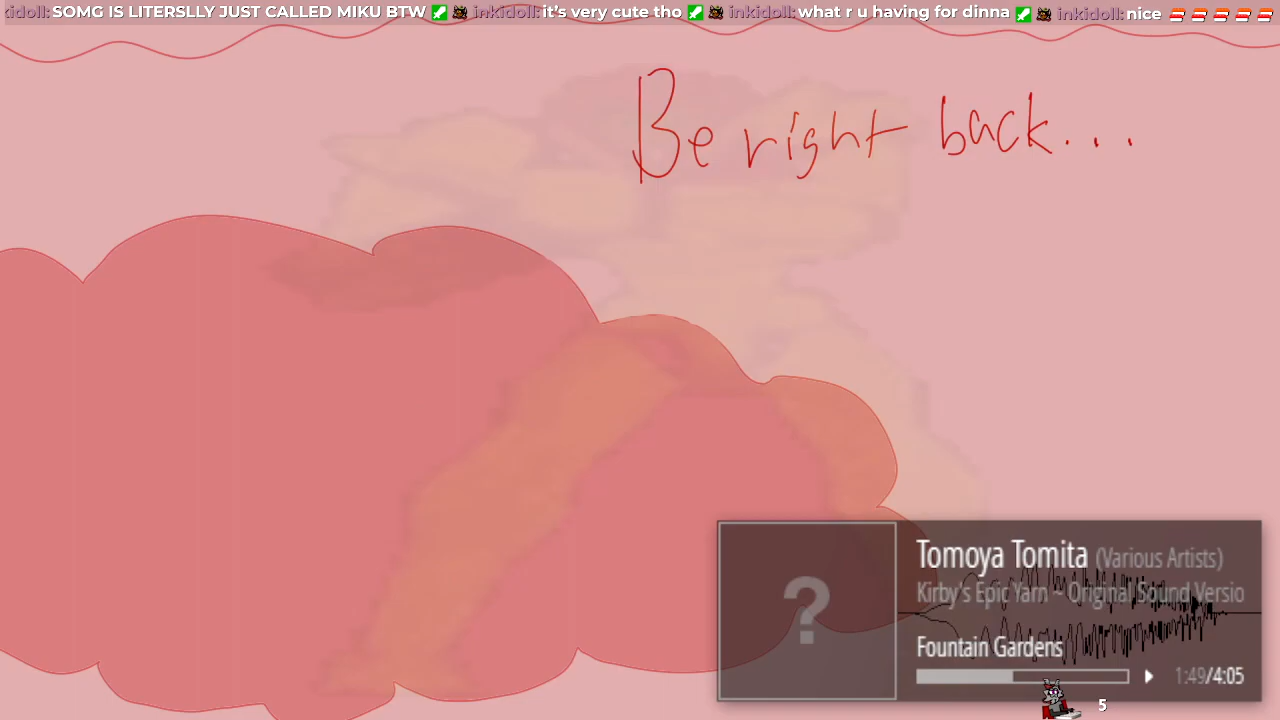 idoll: SOMG IS LITERSLLY JUST CALLED MIKU BTW inkidoll: it's very cute tho inkidoll: what r u having for dinna inkidoll: nice
Be right back...
?
Tomoya Tomita (Various Artists)
Kirby's Epic Yarn ~ Original Sound Versio
Fountain Gardens
1:49/4:05
5